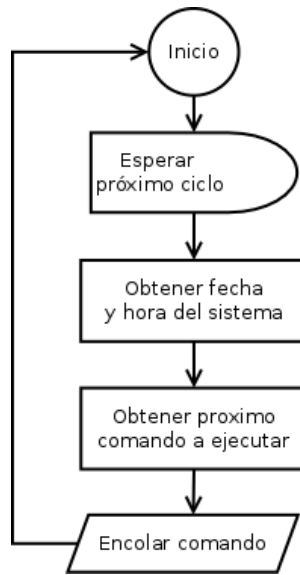 Inicio
Esperar
próximo ciclo
Obtener fecha
y hora del sistema
Obtener proximo
comando a ejecutar
Encolar comando